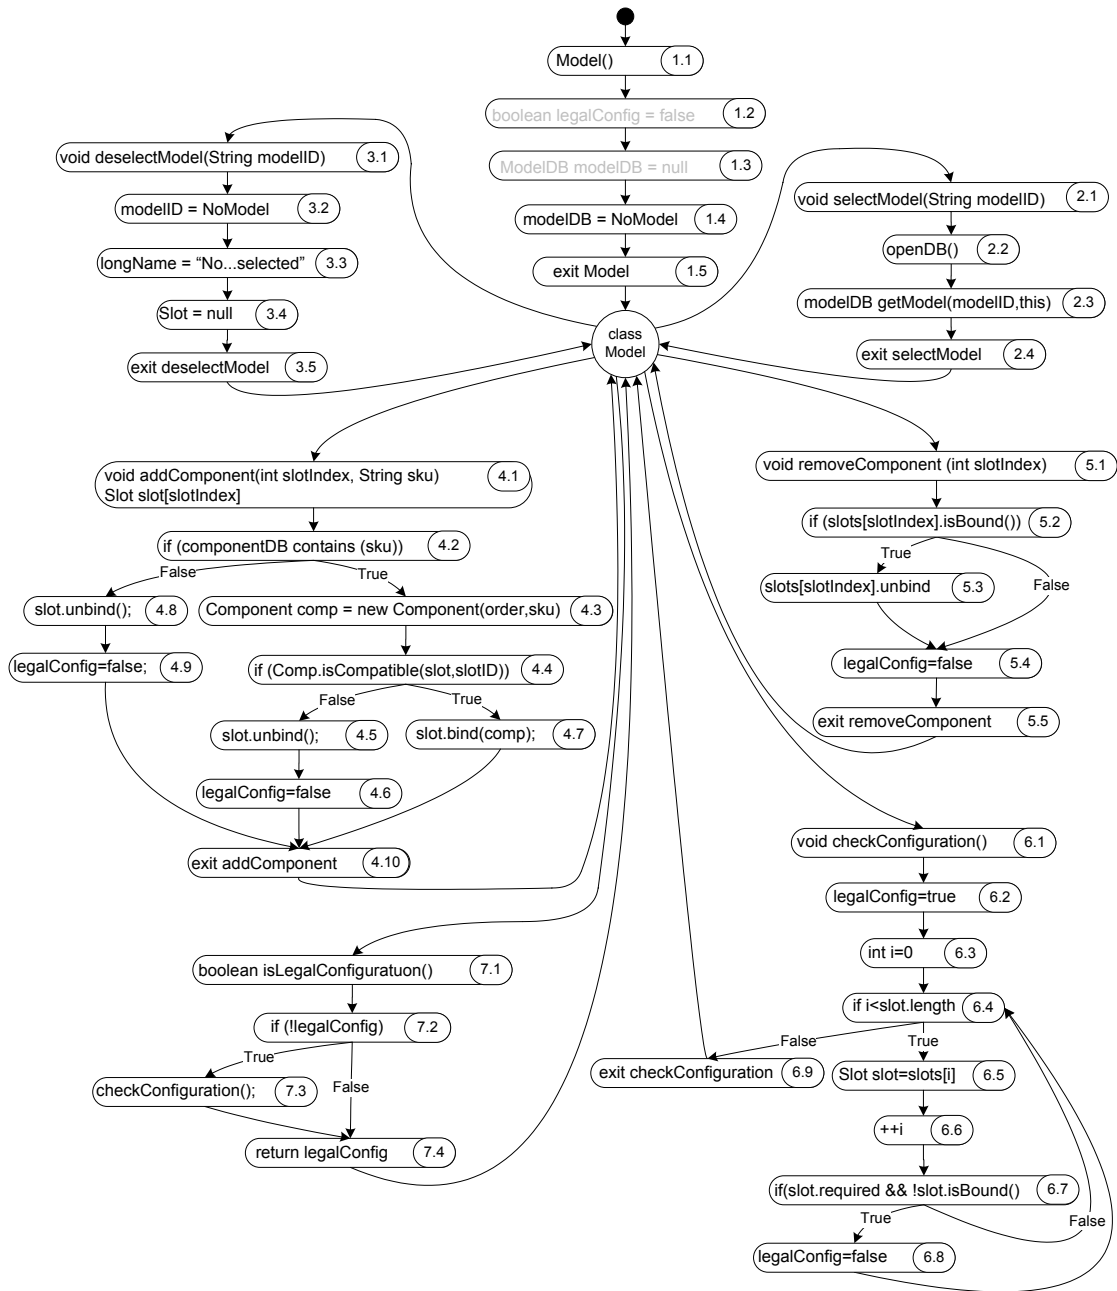 Model() 1.1
boolean legalConfig = false 1.2
ModelDB modelDB = null 1.3
modelDB = NoModel 1.4
exit Model 1.5
class
Model
void deselectModel(String modelID) 3.1
modelID = NoModel 3.2
longName = “No...selected” 3.3
Slot = null 3.4
exit deselectModel 3.5
void selectModel(String modelID) 2.1
openDB() 2.2
modelDB getModel(modelID,this) 2.3
exit selectModel 2.4
void addComponent(int slotIndex, String sku) 4.1
Slot slot[slotIndex]
if (componentDB contains (sku)) 4.2
False
True
slot.unbind(); 4.8
Component comp = new Component(order,sku) 4.3
legalConfig=false; 4.9
if (Comp.isCompatible(slot,slotID)) 4.4
False
True
slot.unbind(); 4.5
slot.bind(comp); 4.7
legalConfig=false 4.6
exit addComponent 4.10
void removeComponent (int slotIndex) 5.1
if (slots[slotIndex].isBound()) 5.2
True
False
slots[slotIndex].unbind 5.3
legalConfig=false 5.4
exit removeComponent 5.5
void checkConfiguration() 6.1
legalConfig=true 6.2
int i=0 6.3
if i<slot.length 6.4
False
True
exit checkConfiguration 6.9
Slot slot=slots[i] 6.5
++i 6.6
if(slot.required && !slot.isBound() 6.7
True
False
legalConfig=false 6.8
boolean isLegalConfiguratuon() 7.1
if (!legalConfig) 7.2
True
False
checkConfiguration(); 7.3
return legalConfig 7.4